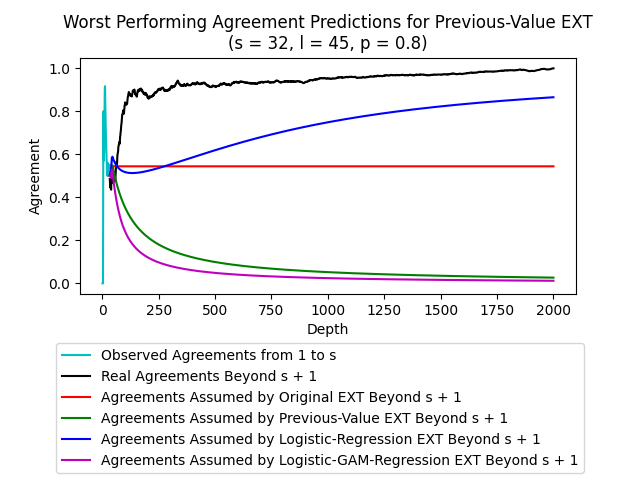 Worst Performing Agreement Predictions for Previous-Value EXT
(s = 32, l = 45, p = 0.8)
1.0
0.8
0.6
0.4
0.2
0.0
Agreement
0 250 500 750 1000 1250 1500 1750 2000
Depth
Observed Agreements from 1 to s
Real Agreements Beyond s + 1
Agreements Assumed by Original EXT Beyond s + 1
Agreements Assumed by Previous-Value EXT Beyond s + 1
Agreements Assumed by Logistic-Regression EXT Beyond s + 1
Agreements Assumed by Logistic-GAM-Regression EXT Beyond s + 1